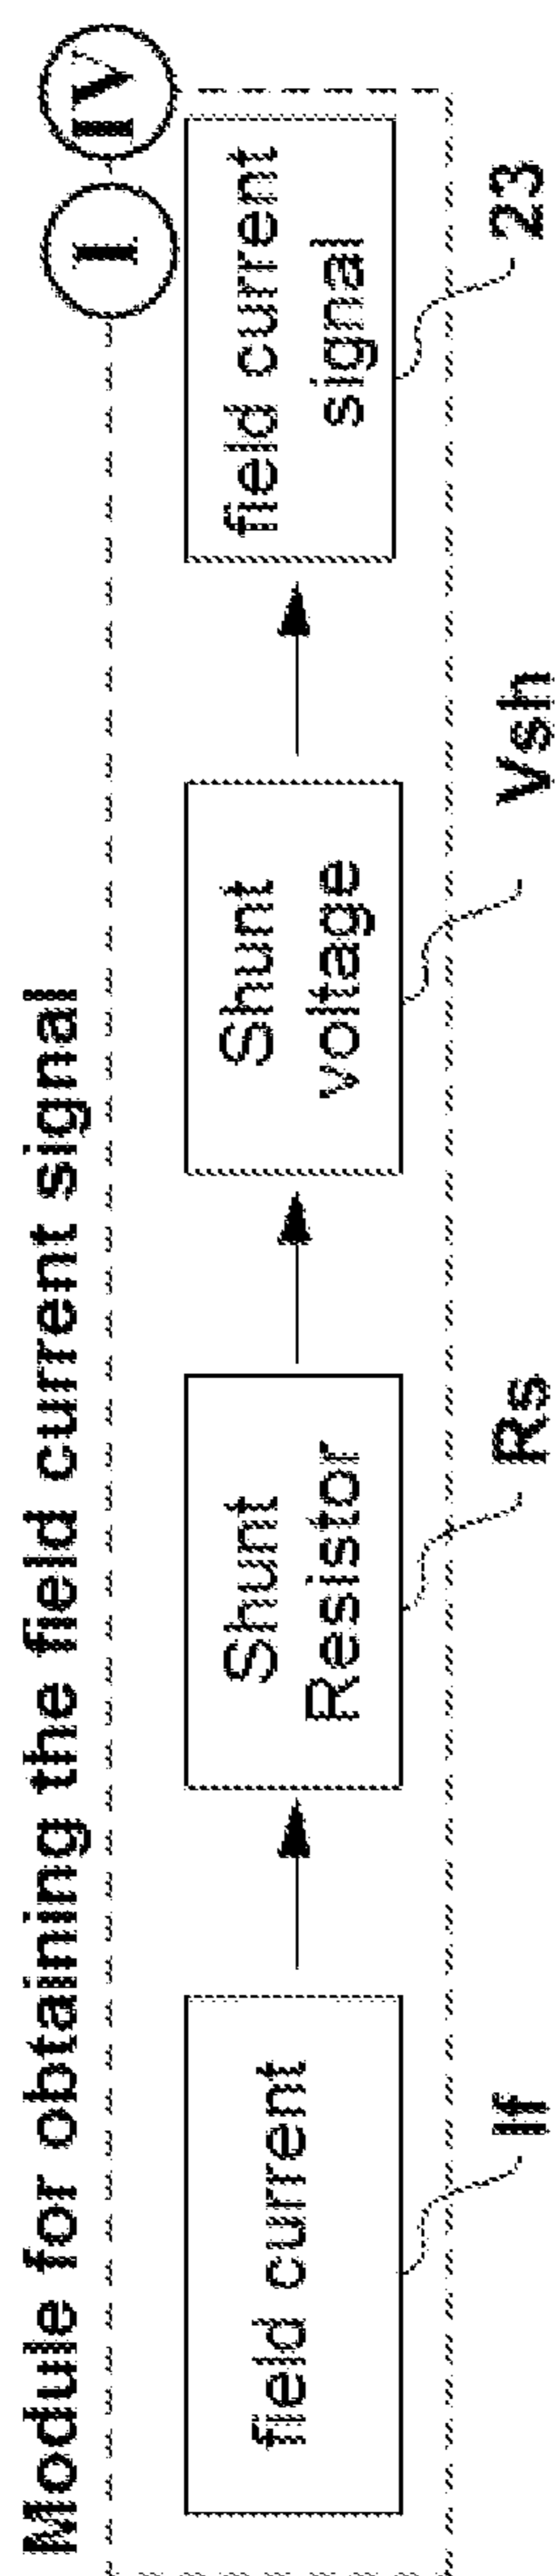 Module for obtaining the field current signal
I
IV
field current
Shunt
Resistor
Shunt
voltage
field current
signal
If
Rs
Vsh
23